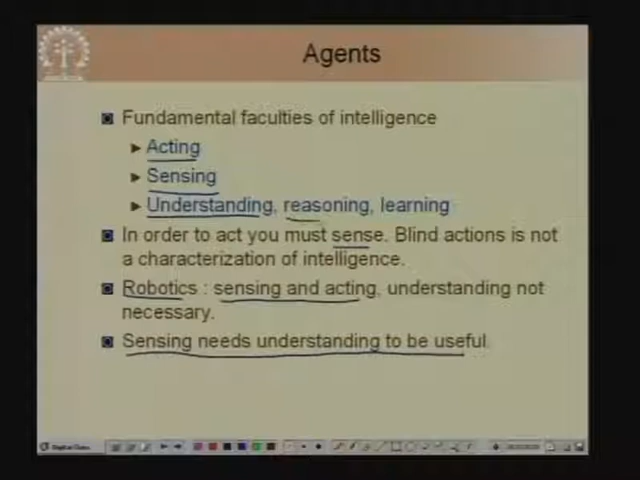 Agents
Fundamental faculties of intelligence
Acting
Sensing
Understanding, reasoning, learning
In order to act you must sense. Blind actions is not
a characterization of intelligence.
Robotics : sensing and acting, understanding not
necessary.
Sensing needs understanding to be useful.